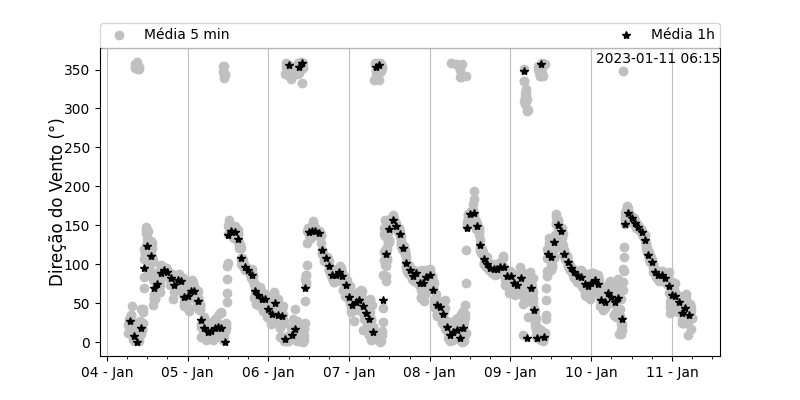 Média 5 min
Média 1h
2023-01-11 06:15
Direção do Vento (°)
350
300
250
200
150
100
50
0
04 - Jan
05 - Jan
06 - Jan
07 - Jan
08 - Jan
09 - Jan
10 - Jan
11 - Jan